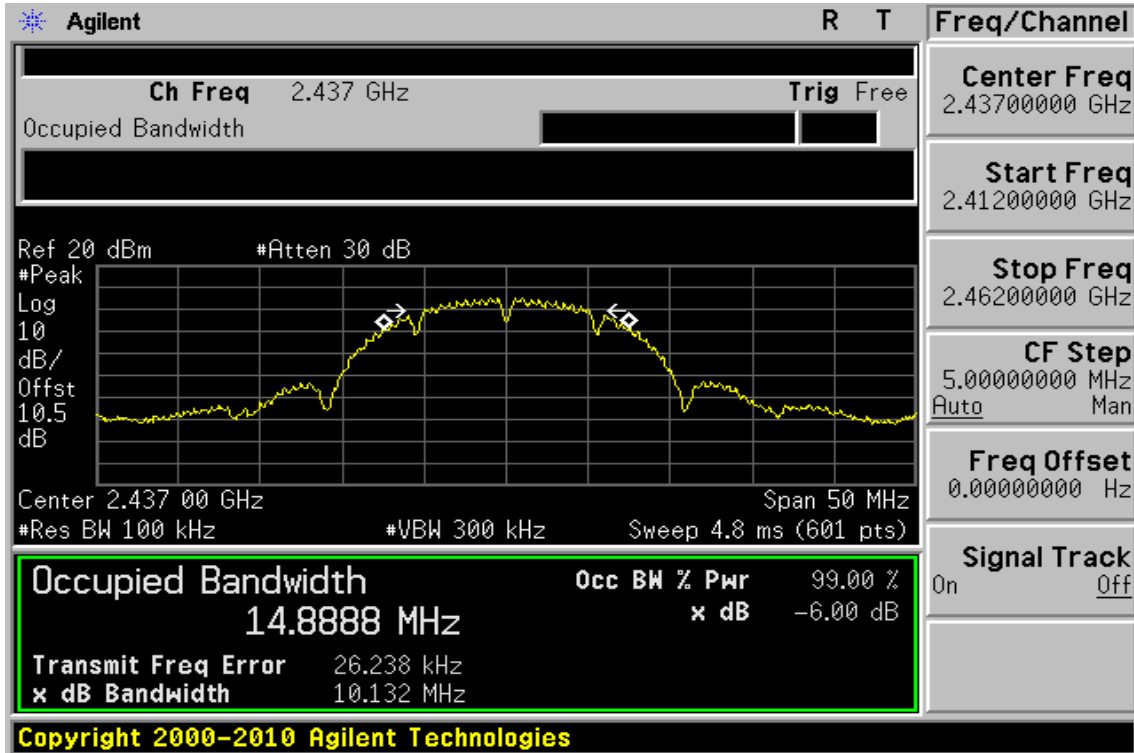 Agilent R T Freq/Channel
Ch Freq 2.437 GHz Trig Free
Occupied Bandwidth
Center Freq
2.43700000 GHz
Start Freq
2.41200000 GHz
Stop Freq
2.46200000 GHz
CF Step
5.00000000 MHz
Auto Man
Freq Offset
0.00000000 Hz
Signal Track
On Off
Ref 20 dBm #Atten 30 dB
#Peak
Log
10
dB/
Offst
10.5
dB
Center 2.437 00 GHz Span 50 MHz
#Res BW 100 kHz #VBW 300 kHz Sweep 4.8 ms (601 pts)
Occupied Bandwidth Occ BW % Pwr 99.00 %
14.8888 MHz x dB -6.00 dB
Transmit Freq Error 26.238 kHz
x dB Bandwidth 10.132 MHz
Copyright 2000-2010 Agilent Technologies